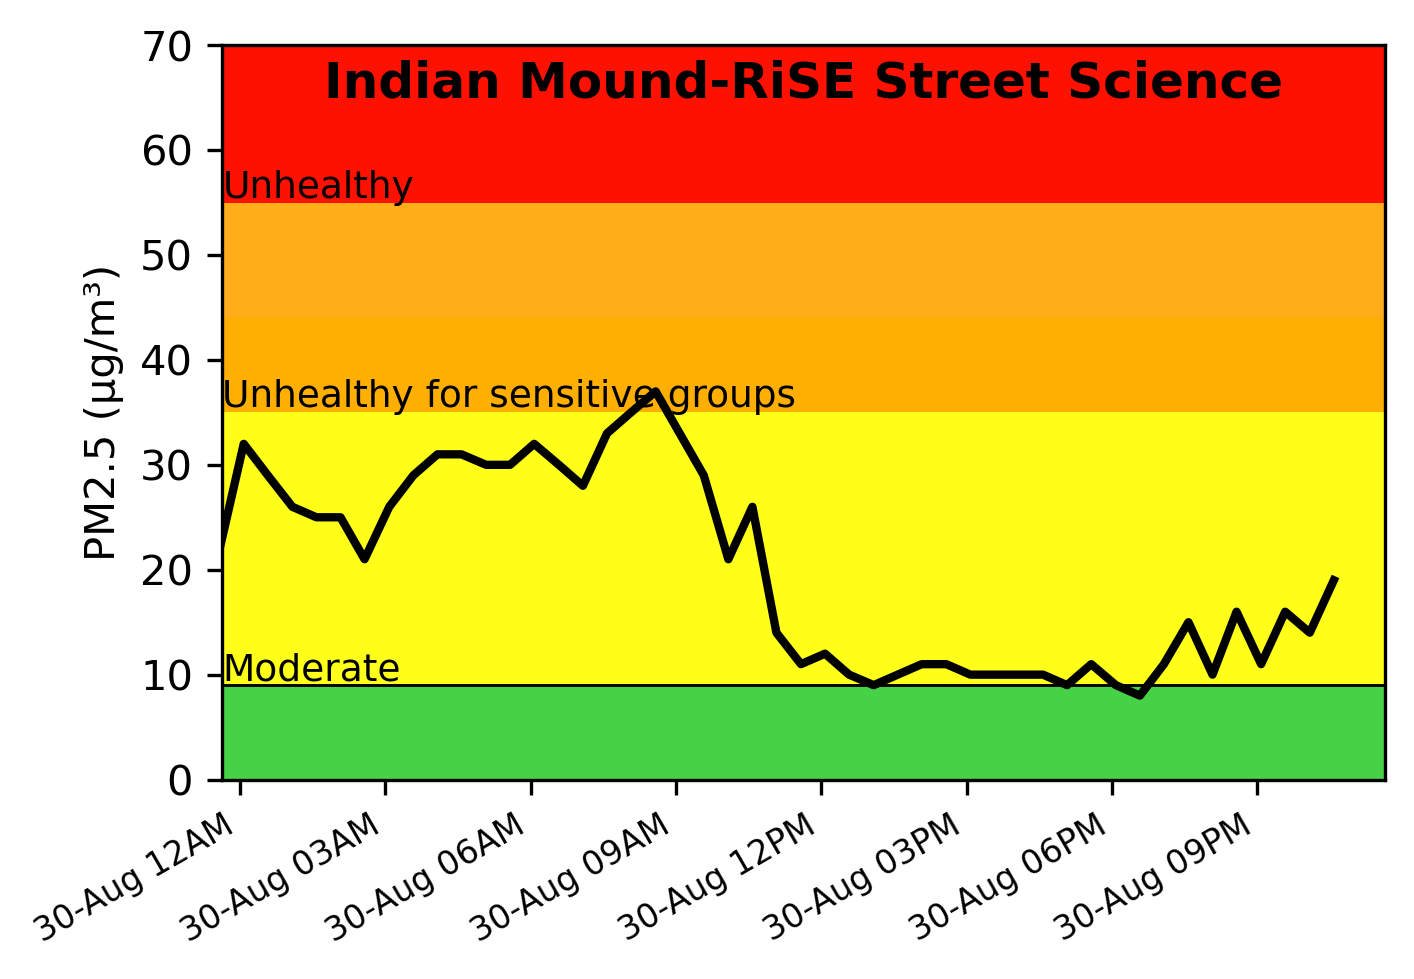 Indian Mound-RiSE Street Science
70
60
50
40
30
20
10
0
PM2.5 (µg/m³)
Unhealthy
Unhealthy for sensitive groups
Moderate
30-Aug 12AM
30-Aug 03AM
30-Aug 06AM
30-Aug 09AM
30-Aug 12PM
30-Aug 03PM
30-Aug 06PM
30-Aug 09PM